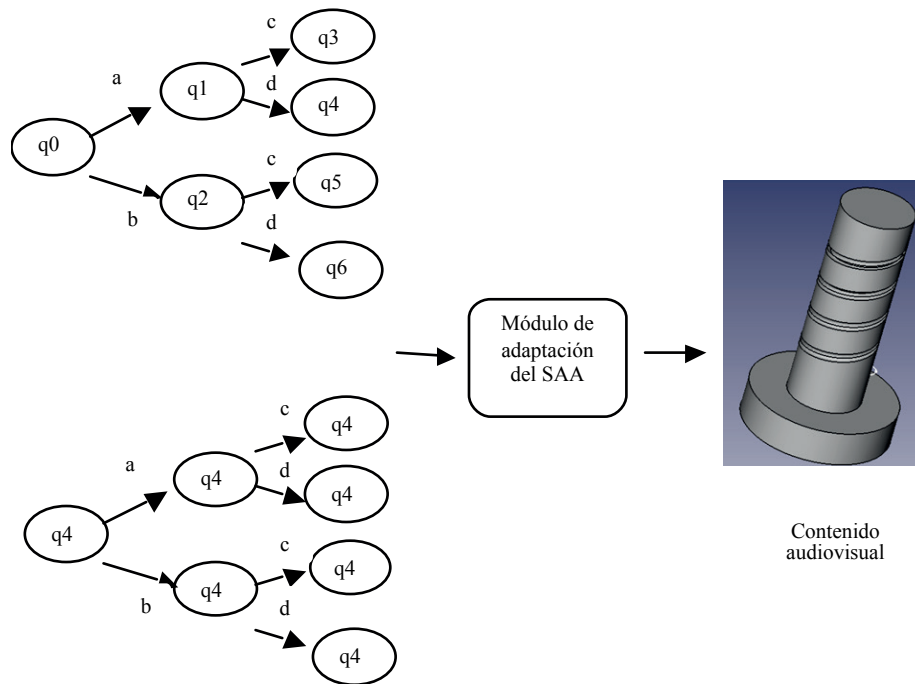 c
q3
a
q1
d
q4
q0
c
q5
q2
b
d
q6
Módulo de
adaptación
del SAA
c
q4
a
q4
d
q4
q4
c
q4
q4
b
d
q4
Contenido
audiovisual